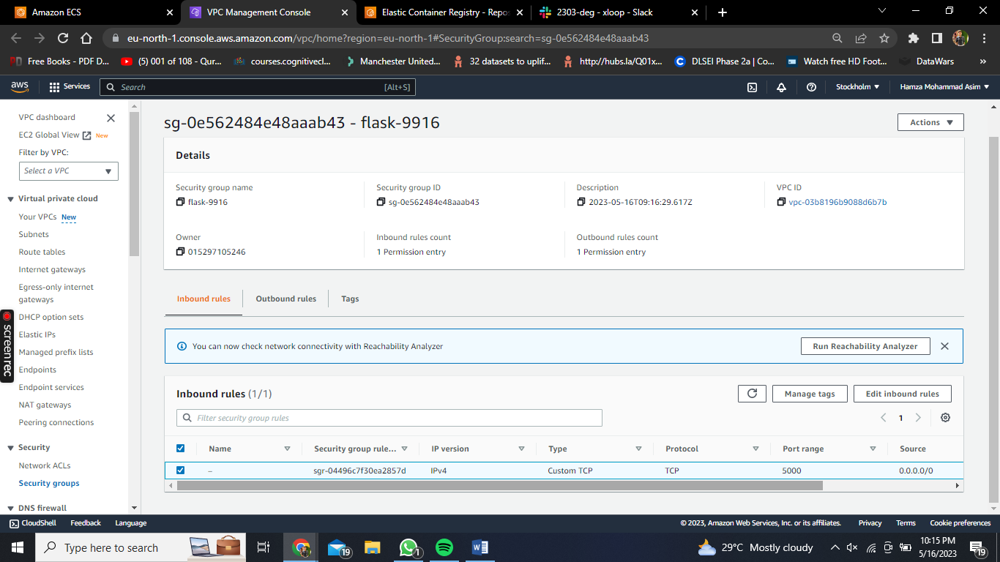 Amazon ECS
VPC Management Console
Elastic Container Registry - Repos
2303-deg - xloop - Slack
eu-north-1.console.aws.amazon.com/vpc/home?region=eu-north-1#SecurityGroup:search=sg-0e562484e48aaab43
Free Books - PDF D...
(5) 001 of 108 - Qur...
courses.cognitivecl...
Manchester United...
32 datasets to uplif...
http://hubs.la/Q01x...
DLSEI Phase 2a | Co...
Watch free HD Foot...
DataWars
»
aws
Services
Search
[Alt+S]
Stockholm
Hamza Mohammad Asim
VPC dashboard
EC2 Global View New
Filter by VPC:
Select a VPC
Virtual private cloud
Your VPCs New
Subnets
Route tables
Internet gateways
Egress-only internet
gateways
DHCP option sets
Elastic IPs
Managed prefix lists
Endpoints
Endpoint services
NAT gateways
Peering connections
Security
Network ACLs
Security groups
DNS firewall
screenrec
sg-0e562484e48aaab43 - flask-9916
Actions
Details
Security group name
flask-9916
Security group ID
sg-0e562484e48aaab43
Description
2023-05-16T09:16:29.617Z
VPC ID
vpc-03b8196b9088d6b7b
Owner
015297105246
Inbound rules count
1 Permission entry
Outbound rules count
1 Permission entry
Inbound rules
Outbound rules
Tags
You can now check network connectivity with Reachability Analyzer
Run Reachability Analyzer
Inbound rules (1/1)
Manage tags
Edit inbound rules
Filter security group rules
1
Name
Security group rule...
IP version
Type
Protocol
Port range
Source
–
sgr-04496c7f30ea2857d
IPv4
Custom TCP
TCP
5000
0.0.0.0/0
CloudShell
Feedback
Language
© 2023, Amazon Web Services, Inc. or its affiliates.
Privacy
Terms
Cookie preferences
Type here to search
19
1
29°C Mostly cloudy
10:15 PM
5/16/2023
19